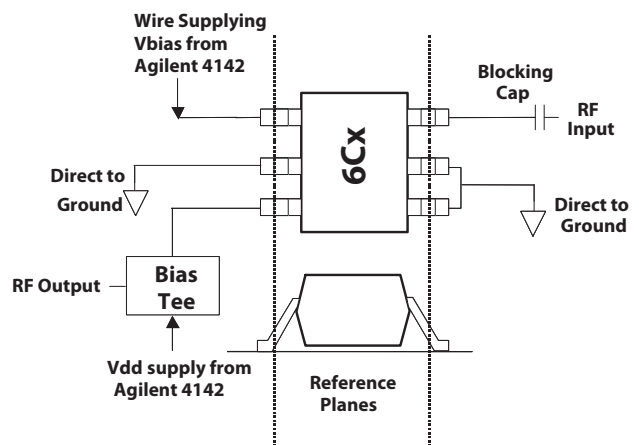 Wire Supplying
Vbias from
Agilent 4142
Blocking
Cap
RF
Input
6Cx
Direct to
Ground
Direct to
Ground
RF Output
Bias
Tee
Vdd supply from
Agilent 4142
Reference
Planes